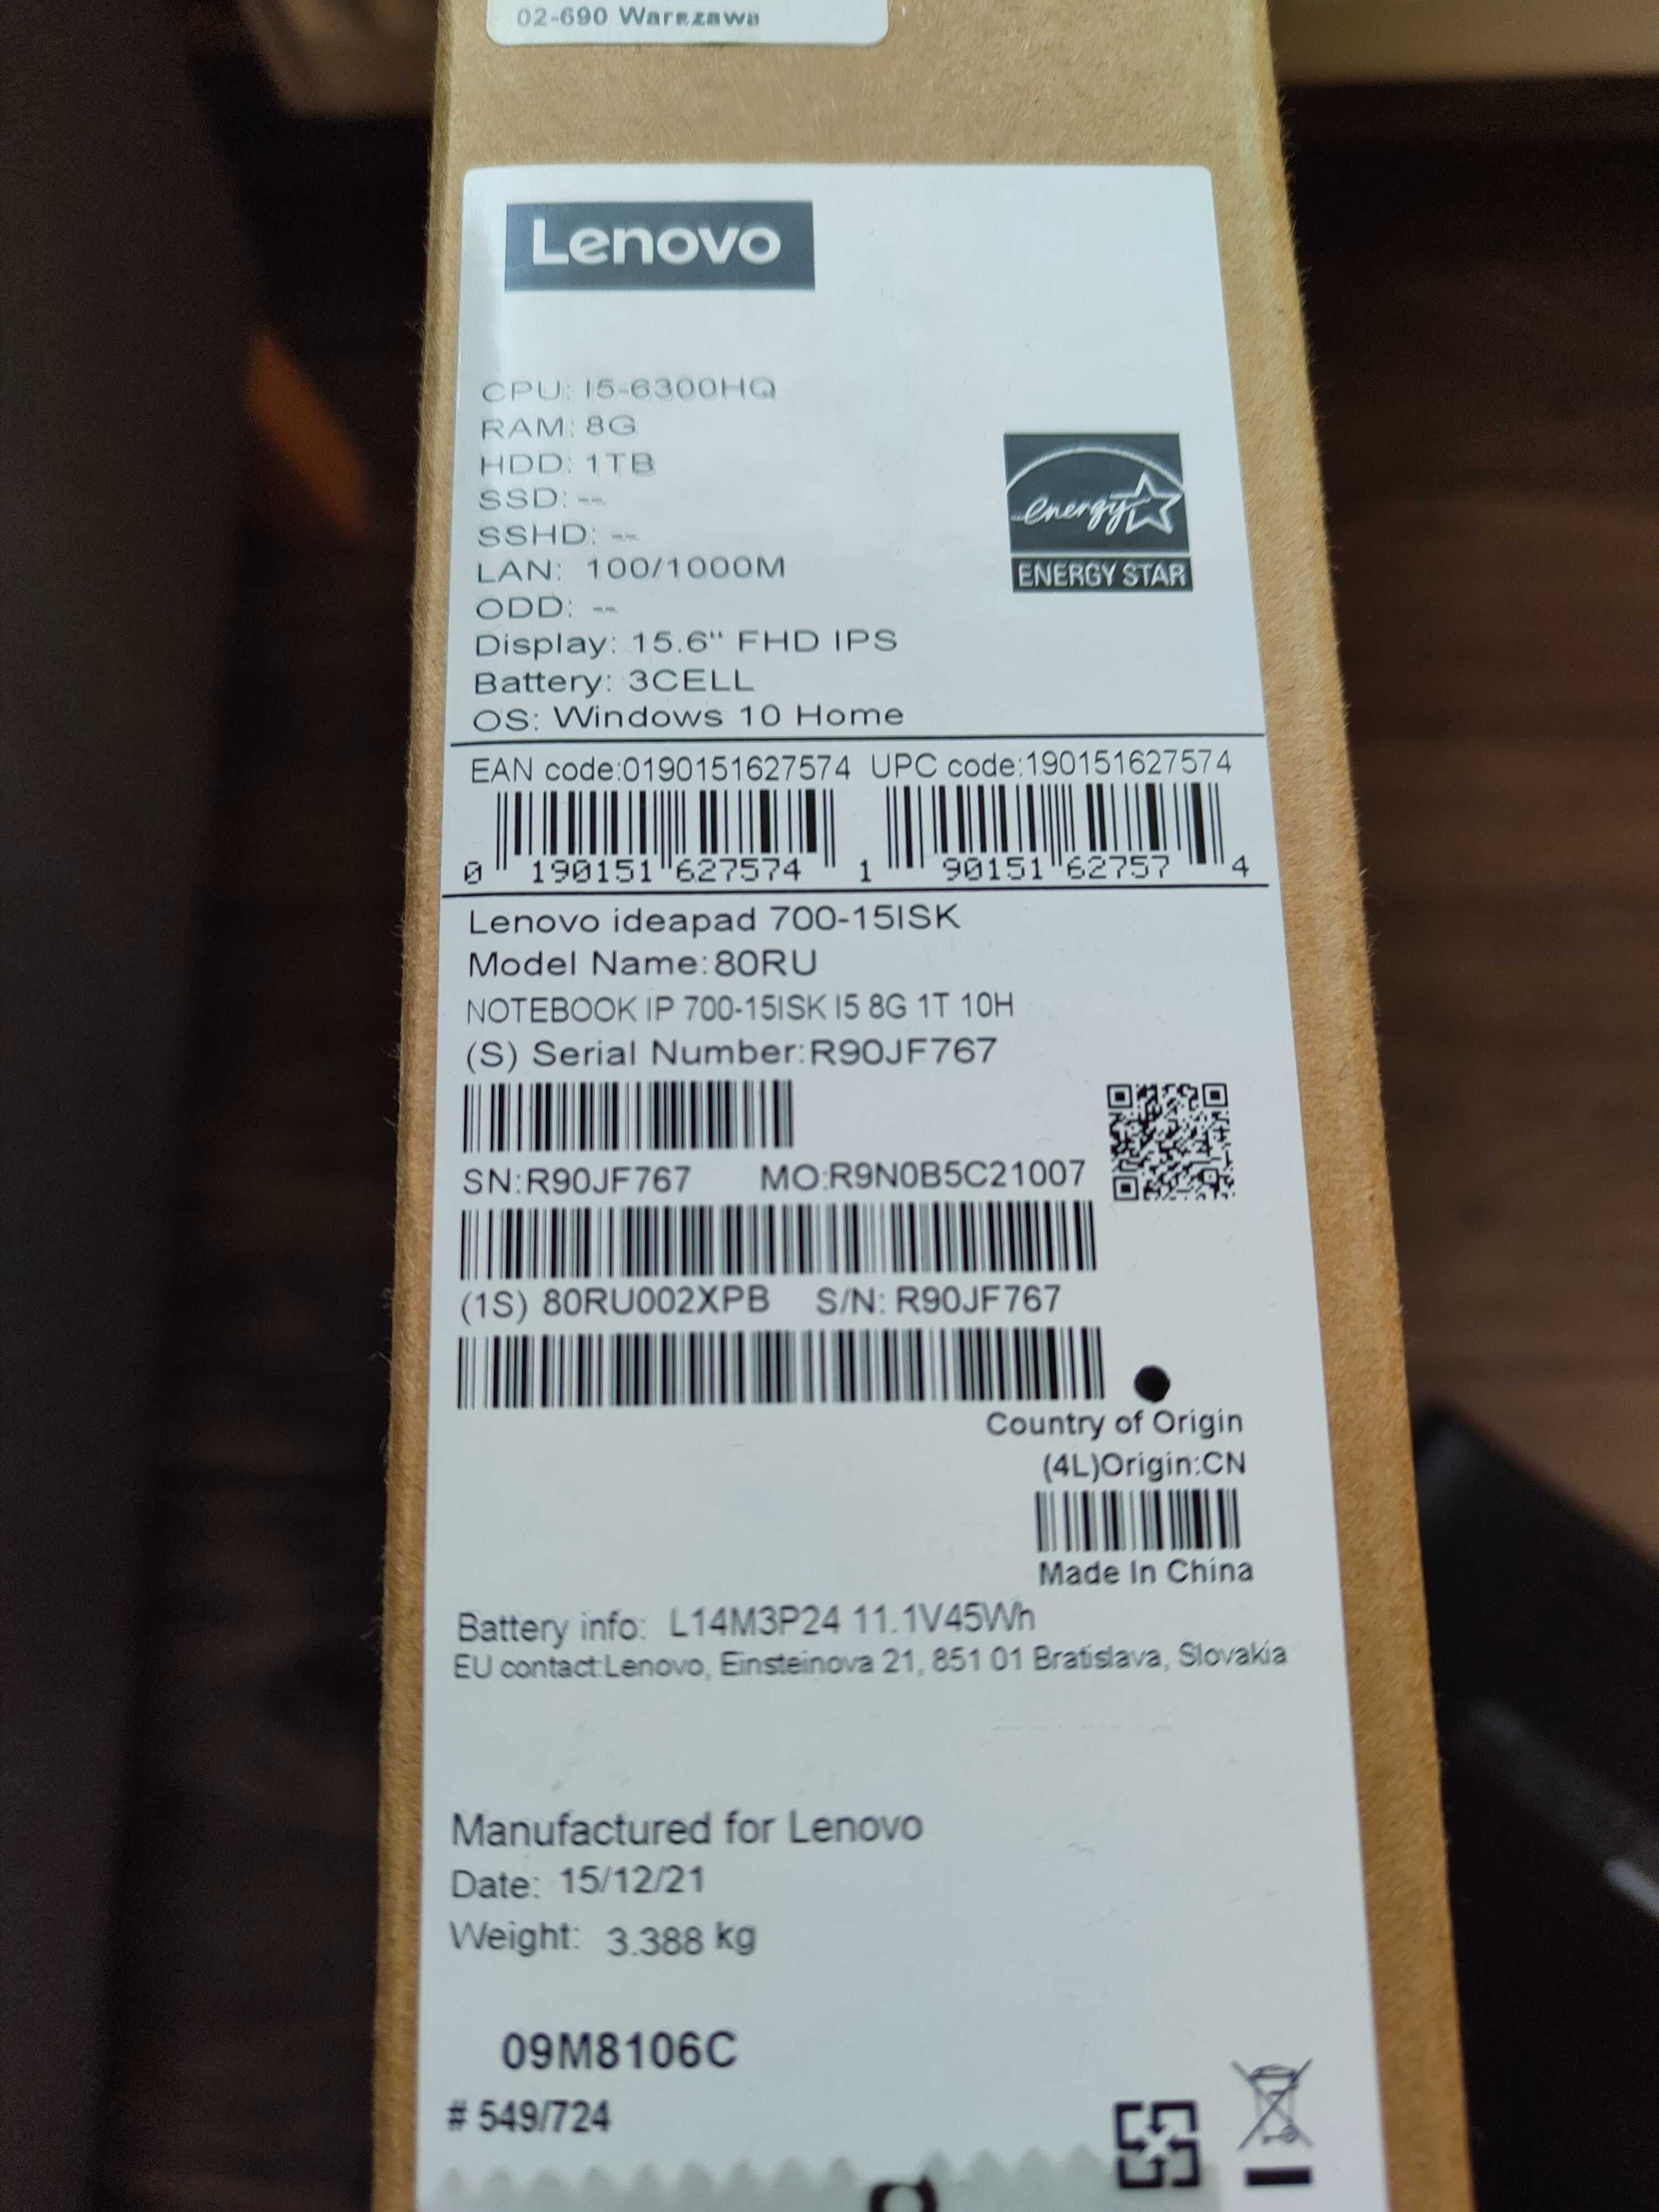 02-690 Warszawa
Lenovo
CPU: I5-6300HQ
RAM: 8G
HDD: 1TB
SSD: --
SSHD: --
LAN: 100/1000M
ODD: --
Display: 15.6" FHD IPS
Battery: 3CELL
OS: Windows 10 Home
energy
ENERGY STAR
EAN code:0190151627574 UPC code:190151627574
0 190151 627574 1 90151 62757 4
Lenovo ideapad 700-15ISK
Model Name:80RU
NOTEBOOK IP 700-15ISK I5 8G 1T 10H
(S) Serial Number:R90JF767
SN:R90JF767 MO:R9N0B5C21007
(1S) 80RU002XPB S/N: R90JF767
Country of Origin
(4L)Origin:CN
Made In China
Battery info: L14M3P24 11.1V45Wh
EU contact:Lenovo, Einsteinova 21, 851 01 Bratislava, Slovakia
Manufactured for Lenovo
Date: 15/12/21
Weight: 3.388 kg
09M8106C
# 549/724